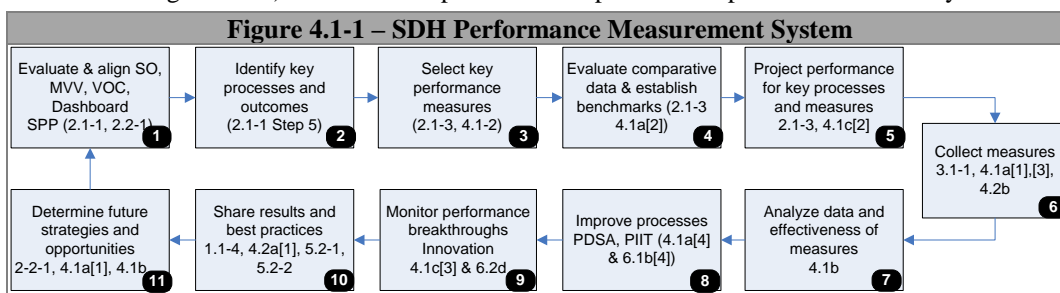 Figure 4.1-1 – SDH Performance Measurement System
Evaluate & align SO,
MVV, VOC,
Dashboard
SPP (2.1-1, 2.2-1)
1
Identify key
processes and
outcomes
(2.1-1 Step 5)
2
Select key
performance
measures
(2.1-3, 4.1-2)
3
Evaluate comparative
data & establish
benchmarks (2.1-3
4.1a[2])
4
Project performance
for key processes
and measures
2.1-3, 4.1c[2]
5
Collect measures
3.1-1, 4.1a[1],[3],
4.2b
6
Analyze data and
effectiveness of
measures
4.1b
7
Improve processes
PDSA, PIIT (4.1a[4]
& 6.1b[4])
8
Monitor performance
breakthroughs
Innovation
4.1c[3] & 6.2d
9
Share results and
best practices
1.1-4, 4.2a[1], 5.2-1,
5.2-2
10
Determine future
strategies and
opportunities
2-2-1, 4.1a[1], 4.1b
11